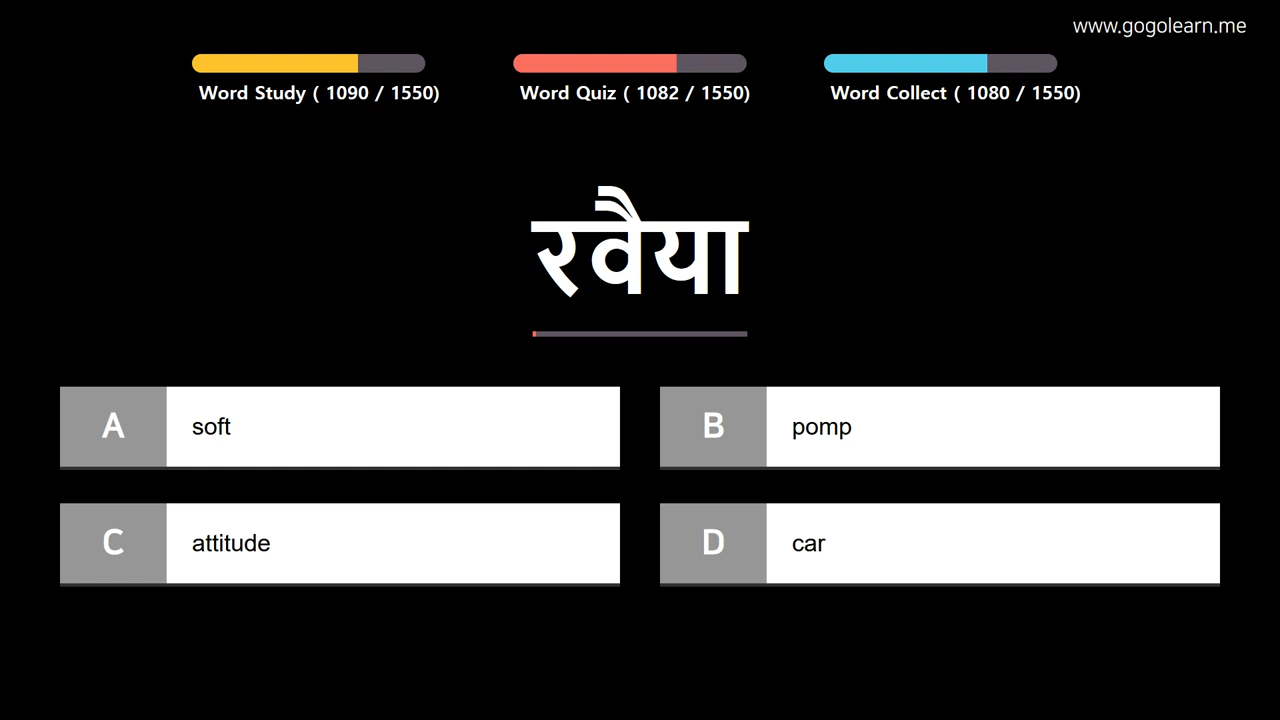 www.gogolearn.me
Word Study ( 1090 / 1550)
Word Quiz ( 1082 / 1550)
Word Collect ( 1080 / 1550)
रवैया
A soft
B pomp
C attitude
D car